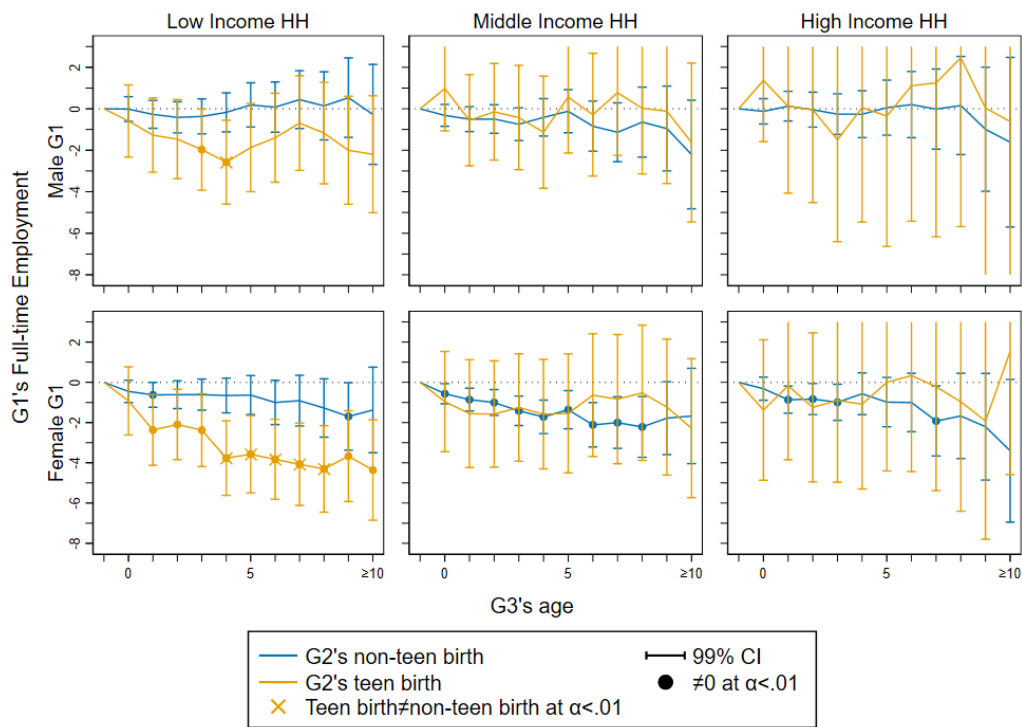 Low Income HH
Middle Income HH
High Income HH
G1's Full-time Employment
Male G1
2
0
-2
-4
-6
-8
Female G1
2
0
-2
-4
-6
-8
0
5
≥10
0
5
≥10
0
5
≥10
G3's age
G2's non-teen birth
G2's teen birth
Teen birth≠non-teen birth at α<.01
99% CI
≠0 at α<.01